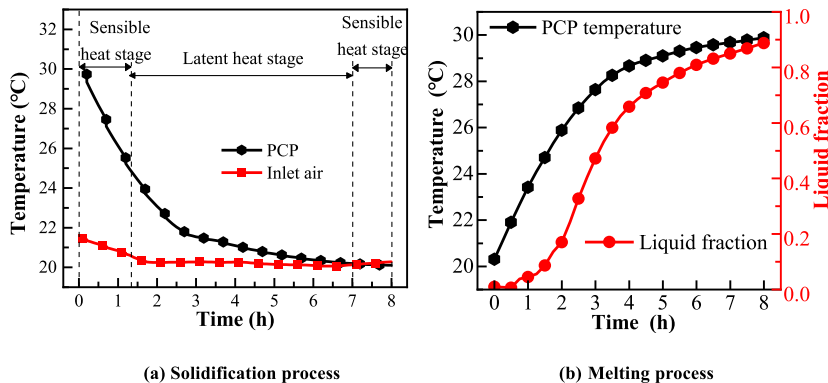 Sensible
heat stage
Latent heat stage
Sensible
heat stage
32
30
28
26
24
22
20
Temperature (℃)
PCP
Inlet air
0 1 2 3 4 5 6 7 8
Time (h)
(a) Solidification process
PCP temperature
30
28
26
24
22
20
Temperature (℃)
1.0
0.8
0.6
0.4
0.2
0.0
Liquid fraction
Liquid fraction
0 1 2 3 4 5 6 7 8
Time (h)
(b) Melting process